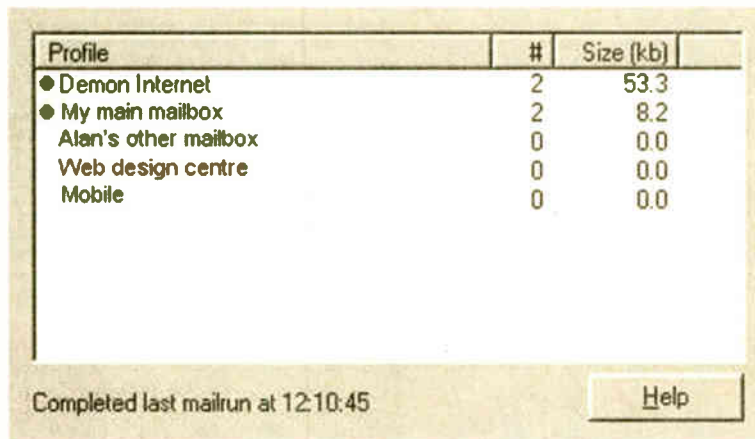 Profile # Size (kb)
Demon Internet 2 53.3
My main mailbox 2 8.2
Alan's other mailbox 0 0.0
Web design centre 0 0.0
Mobile 0 0.0
Completed last mailrun at 12:10:45
Help